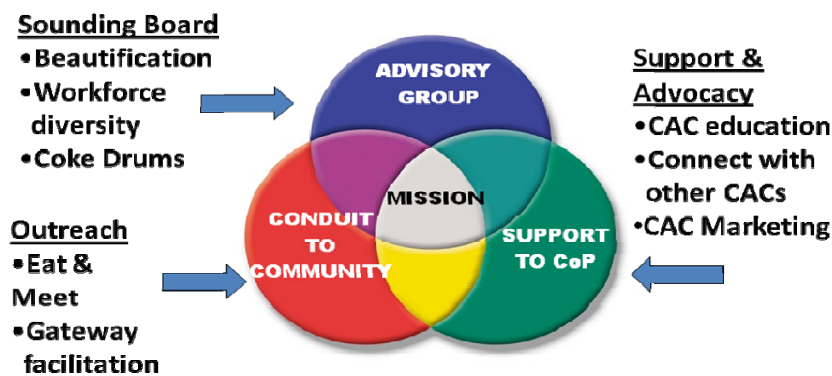 Sounding Board
•Beautification
•Workforce
diversity
•Coke Drums
Outreach
•Eat &
Meet
•Gateway
facilitation
ADVISORY
GROUP
MISSION
CONDUIT
TO
COMMUNITY
SUPPORT
TO CoP
Support &
Advocacy
•CAC education
•Connect with
other CACs
•CAC Marketing